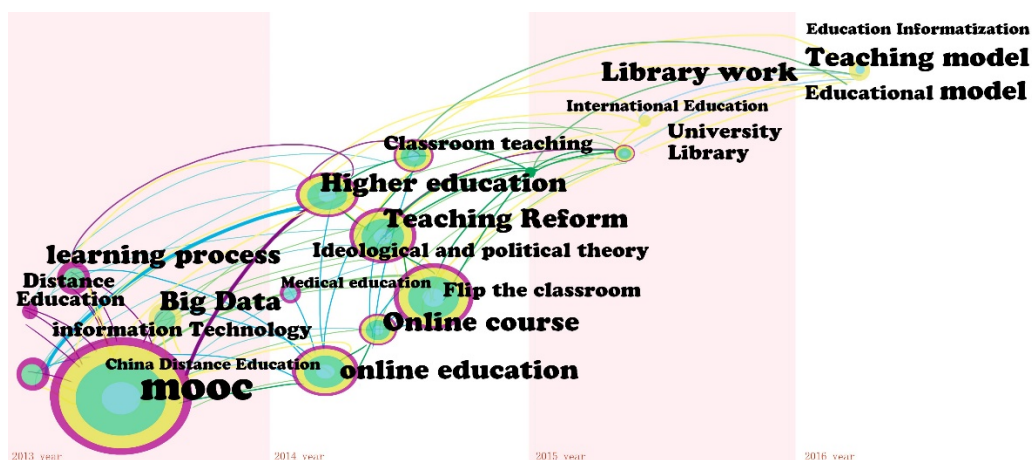 Education Informatization
Teaching model
Educational model
Library work
International Education
University
Library
Classroom teaching
Higher education
Teaching Reform
Ideological and political theory
learning process
Distance
Education
Medical education
Flip the classroom
Big Data
information Technology
Online course
China Distance Education
mooc
online education
2013 year
2014 year
2015 year
2016 year